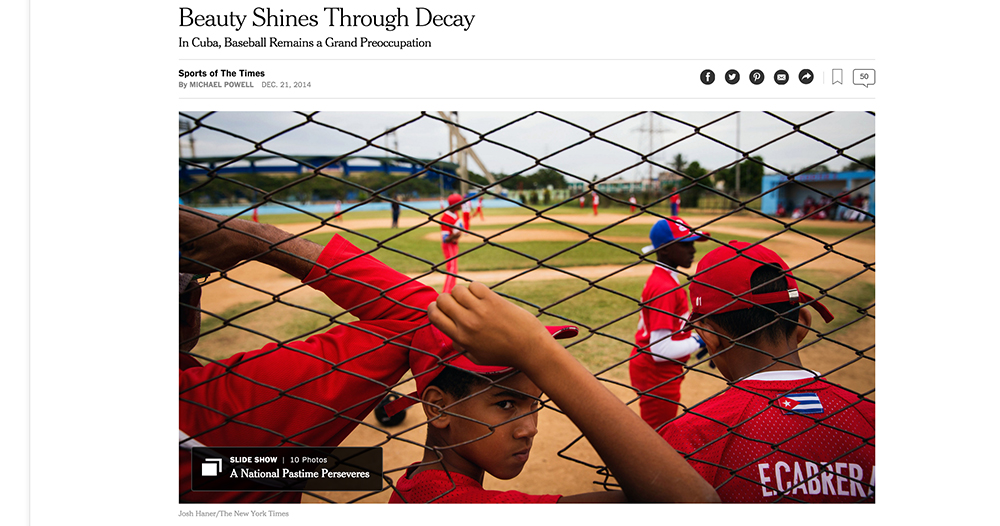 Beauty Shines Through Decay
In Cuba, Baseball Remains a Grand Preoccupation
Sports of The Times
By MICHAEL POWELL DEC. 21, 2014
50
E.CABRERA
SLIDE SHOW | 10 Photos
A National Pastime Perseveres
Josh Haner/The New York Times